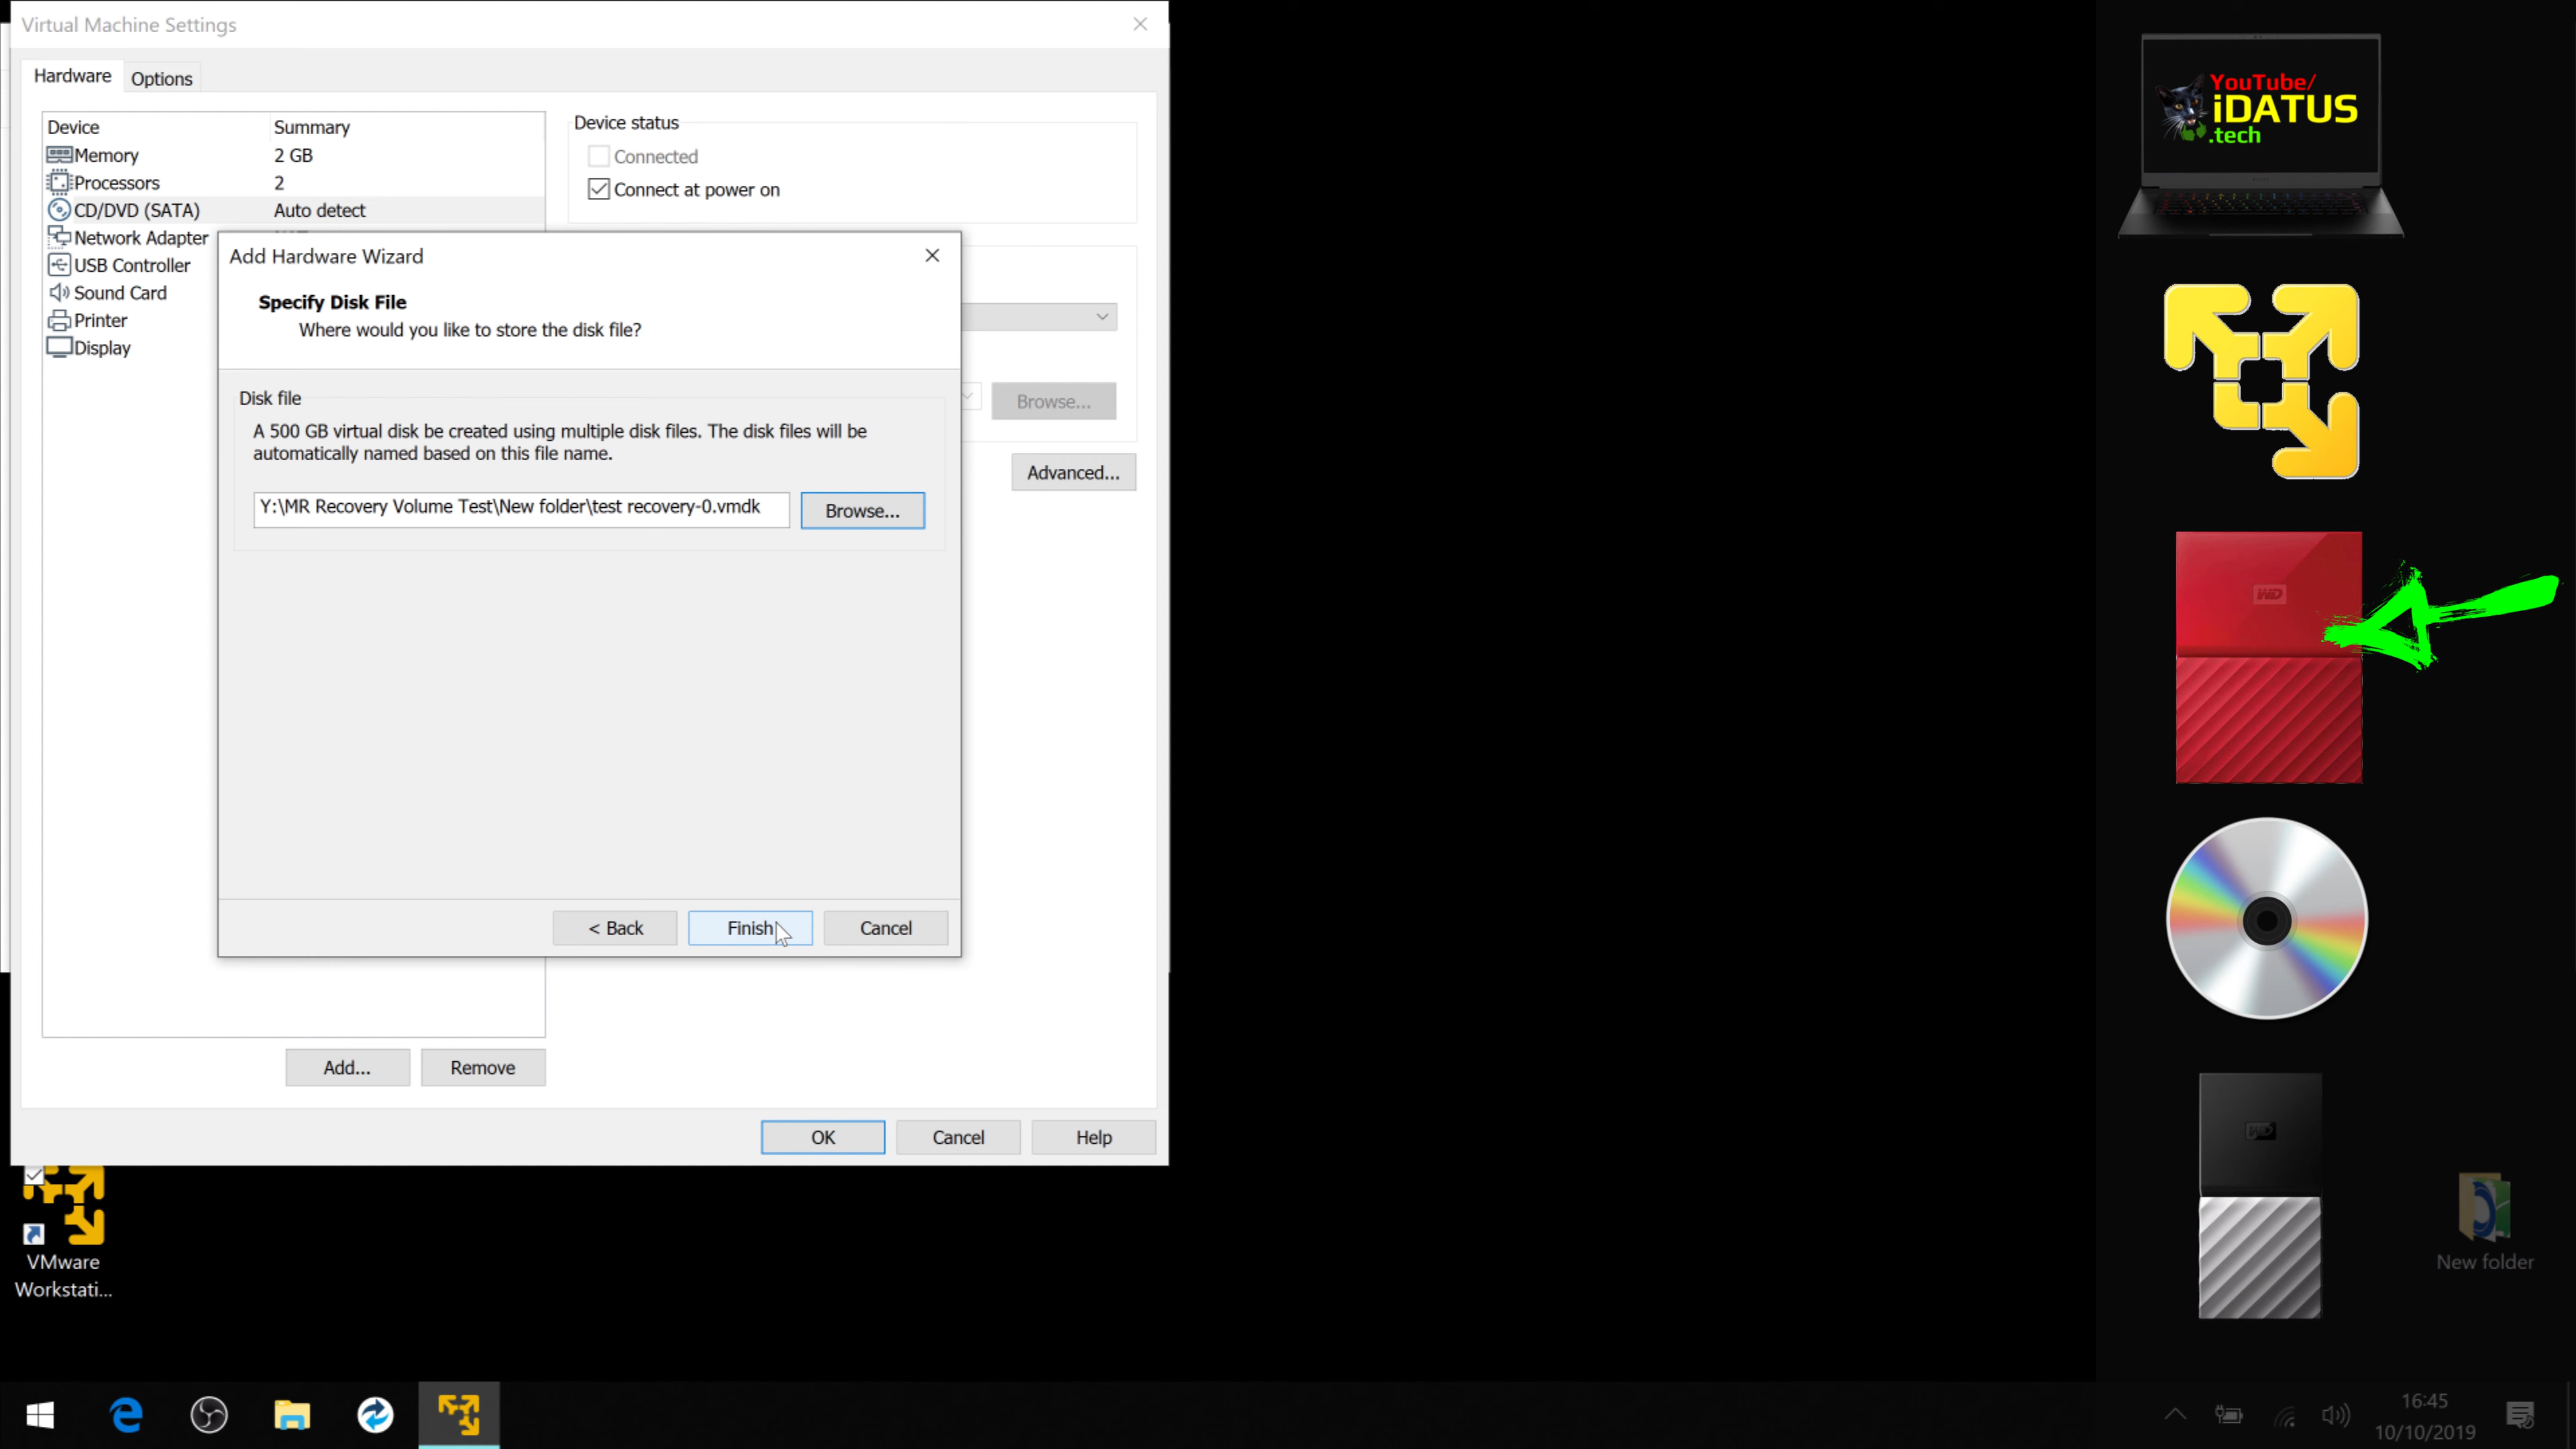 Virtual Machine Settings
Hardware
Options
Device Summary
Memory 2 GB
Processors 2
CD/DVD (SATA) Auto detect
Network Adapter
USB Controller
Sound Card
Printer
Display
Device status
Connected
Connect at power on
Browse...
Advanced...
Add Hardware Wizard
Specify Disk File
Where would you like to store the disk file?
Disk file
A 500 GB virtual disk be created using multiple disk files. The disk files will be
automatically named based on this file name.
Y:\MR Recovery Volume Test\New folder\test recovery-0.vmdk
Browse...
< Back
Finish
Cancel
Add...
Remove
OK
Cancel
Help
YouTube/
iDATUS
.tech
WD
WD
VMware
Workstati...
New folder
16:45
10/10/2019